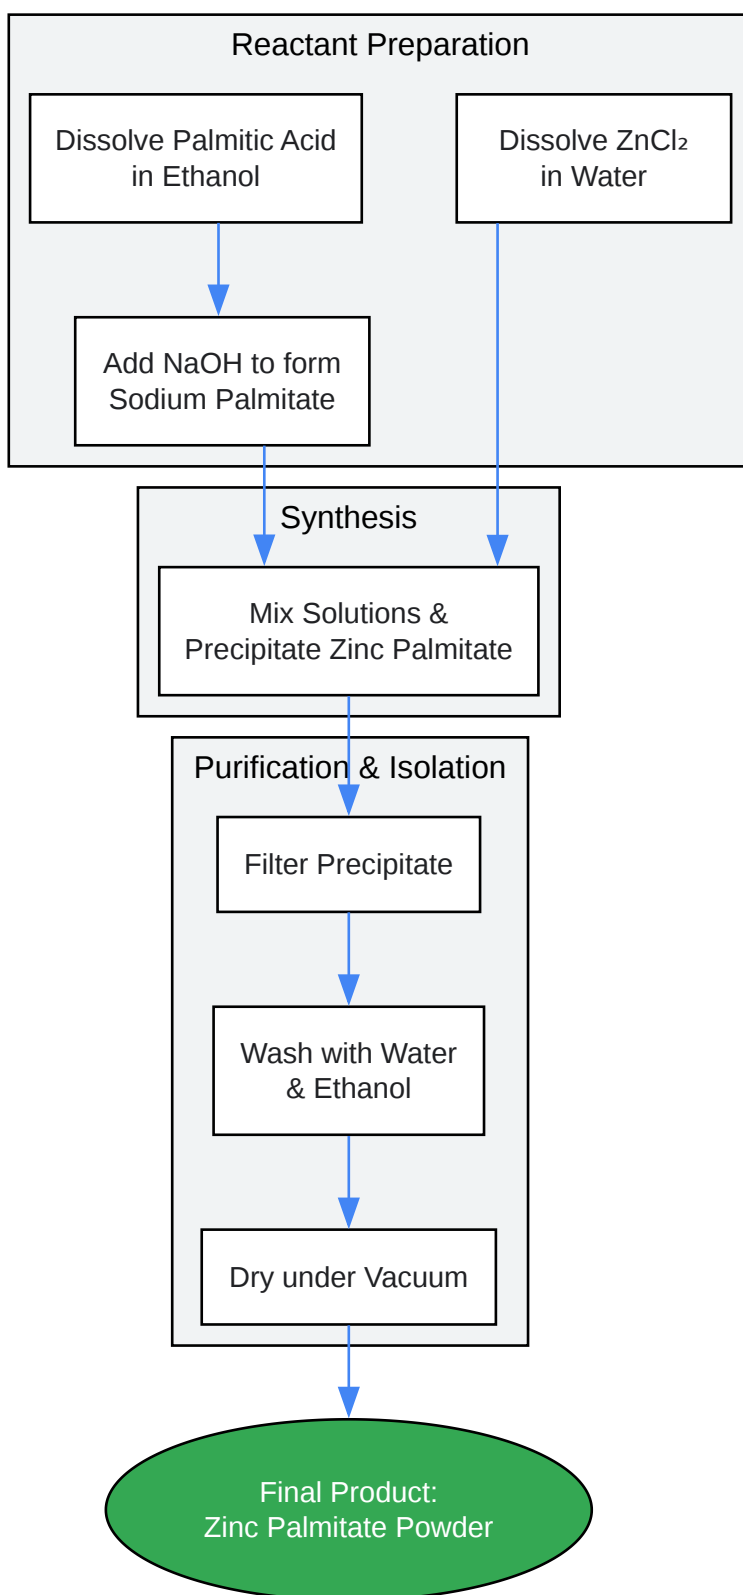 Reactant Preparation
Dissolve Palmitic Acid
in Ethanol
Dissolve ZnCl₂
in Water
Add NaOH to form
Sodium Palmitate
Synthesis
Mix Solutions &
Precipitate Zinc Palmitate
Purification & Isolation
Filter Precipitate
Wash with Water
& Ethanol
Dry under Vacuum
Final Product:
Zinc Palmitate Powder